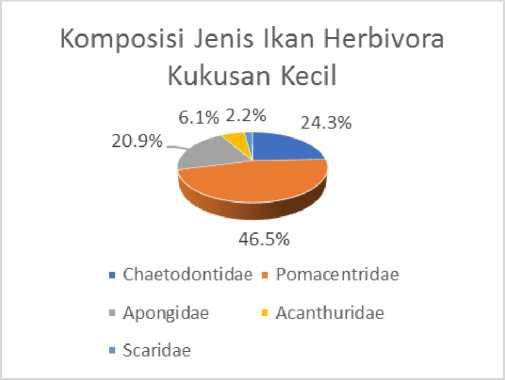 Komposisi Jenis Ikan Herbivora
Kukusan Kecil
6.1% 2.2% 24.3%
20.9%
46.5%
Chaetodontidae Pomacentridae
Apongidae Acanthuridae
Scaridae